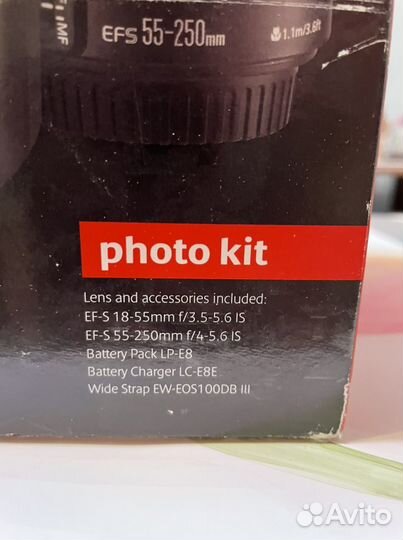 MF
EFS 55-250mm
1.1m/3.6ft
photo kit
Lens and accessories included:
EF-S 18-55mm f/3.5-5.6 IS
EF-S 55-250mm f/4-5.6 IS
Battery Pack LP-E8
Battery Charger LC-E8E
Wide Strap EW-EOS100DB III
Avito